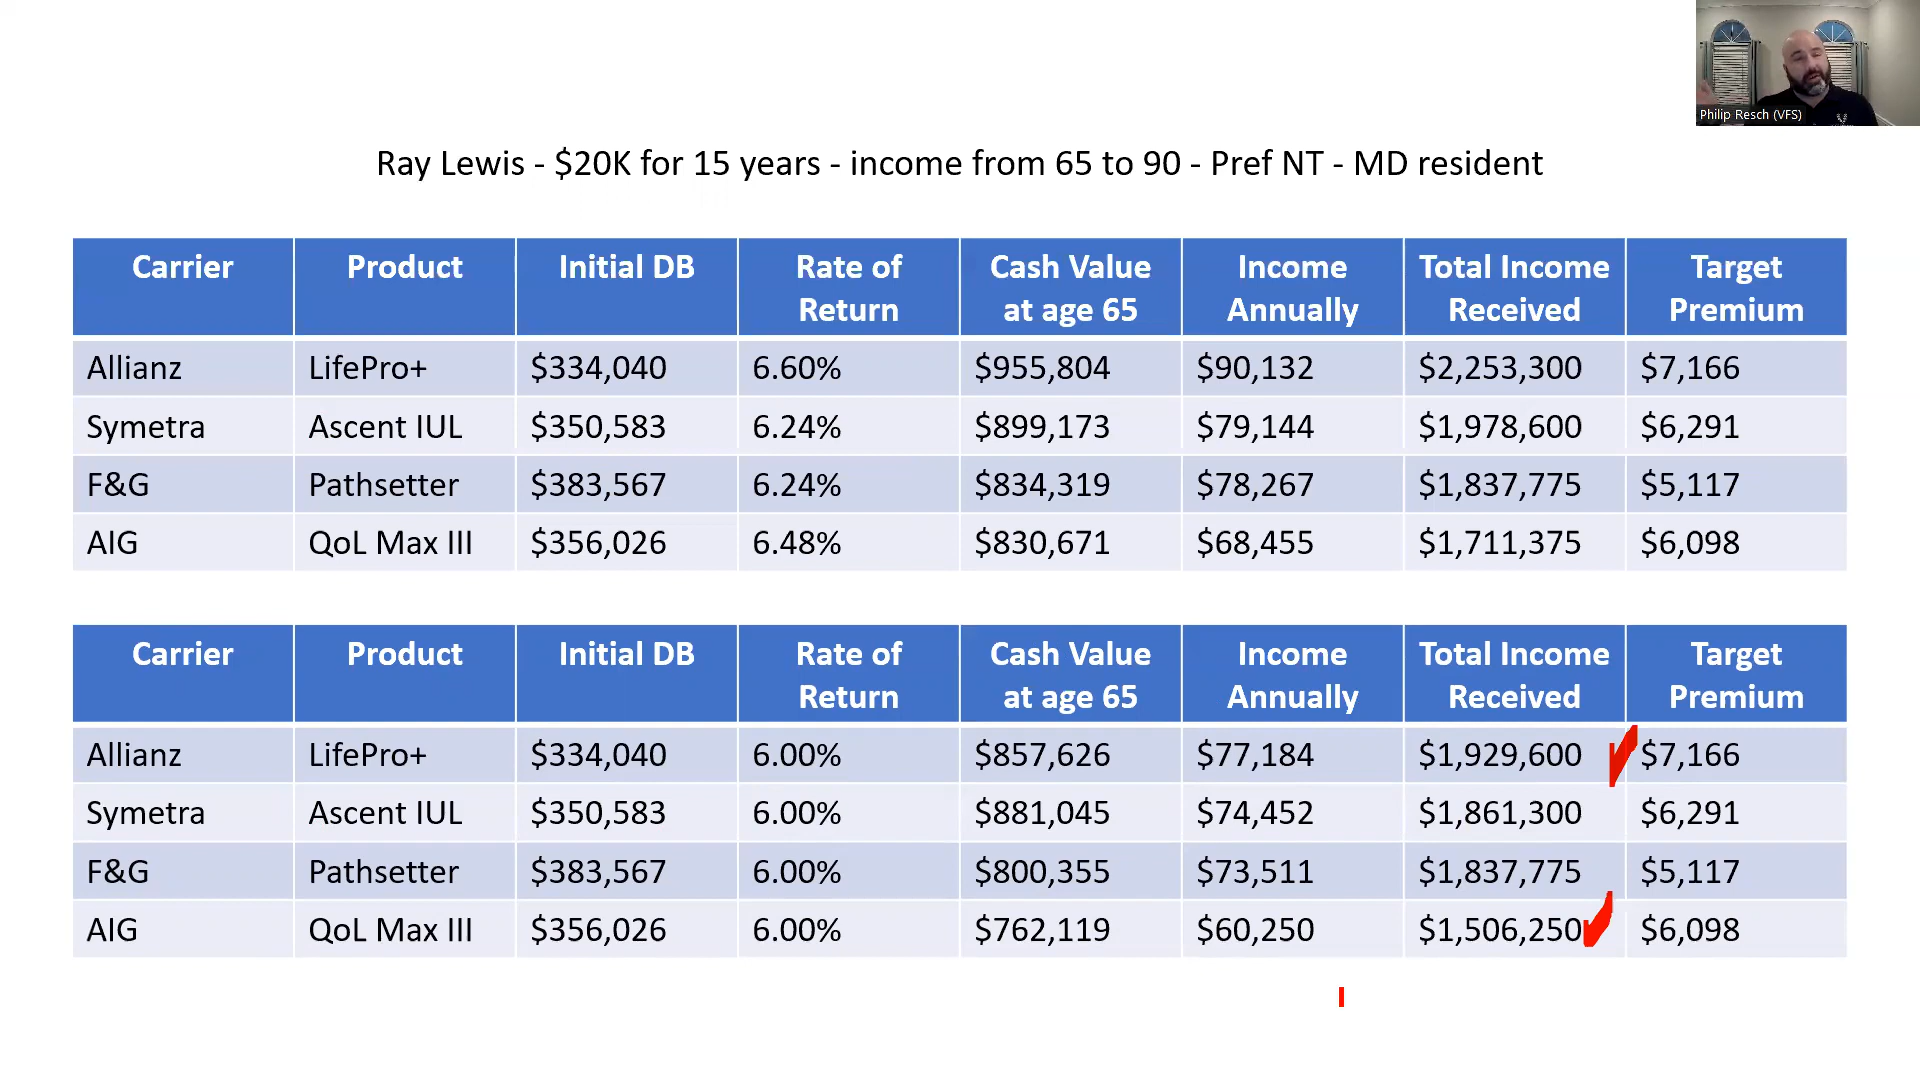 Philip Resch (VFS)
Ray Lewis - $20K for 15 years - income from 65 to 90 - Pref NT - MD resident
Carrier Product Initial DB Rate of Return Cash Value at age 65 Income Annually Total Income Received Target Premium
Allianz LifePro+ $334,040 6.60% $955,804 $90,132 $2,253,300 $7,166
Symetra Ascent IUL $350,583 6.24% $899,173 $79,144 $1,978,600 $6,291
F&G Pathsetter $383,567 6.24% $834,319 $78,267 $1,837,775 $5,117
AIG QoL Max III $356,026 6.48% $830,671 $68,455 $1,711,375 $6,098
Carrier Product Initial DB Rate of Return Cash Value at age 65 Income Annually Total Income Received Target Premium
Allianz LifePro+ $334,040 6.00% $857,626 $77,184 $1,929,600 $7,166
Symetra Ascent IUL $350,583 6.00% $881,045 $74,452 $1,861,300 $6,291
F&G Pathsetter $383,567 6.00% $800,355 $73,511 $1,837,775 $5,117
AIG QoL Max III $356,026 6.00% $762,119 $60,250 $1,506,250 $6,098